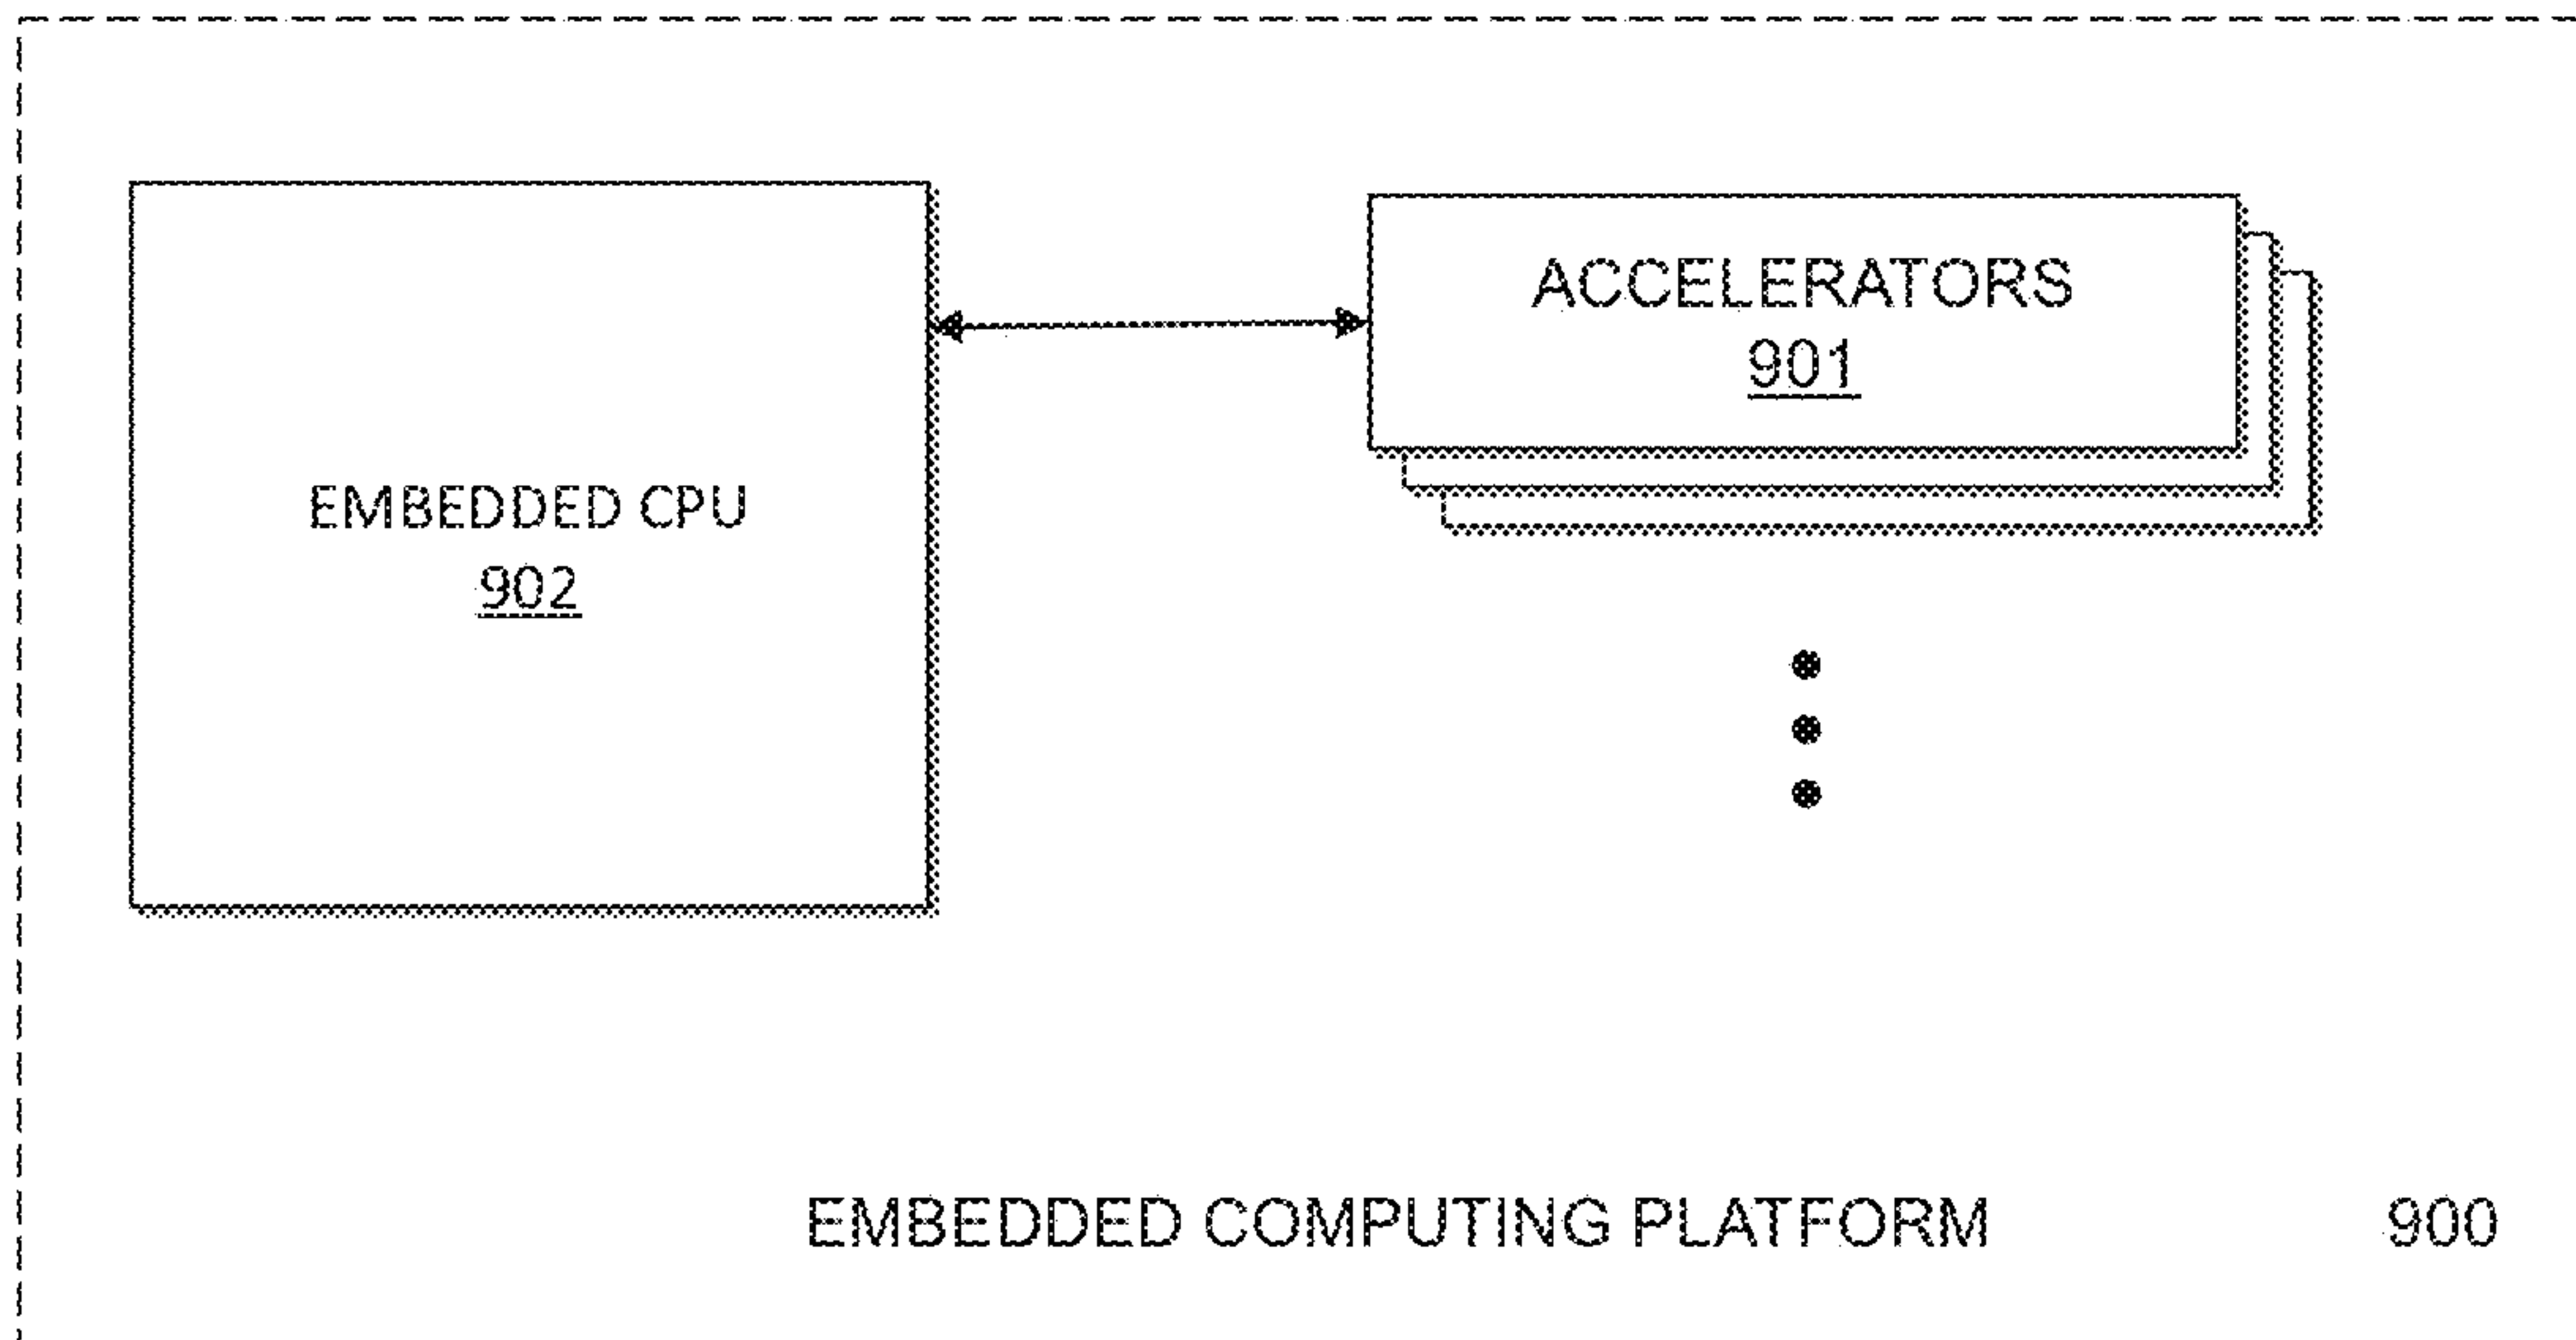 ACCELERATORS
901
EMBEDDED CPU
902
EMBEDDED COMPUTING PLATFORM 900